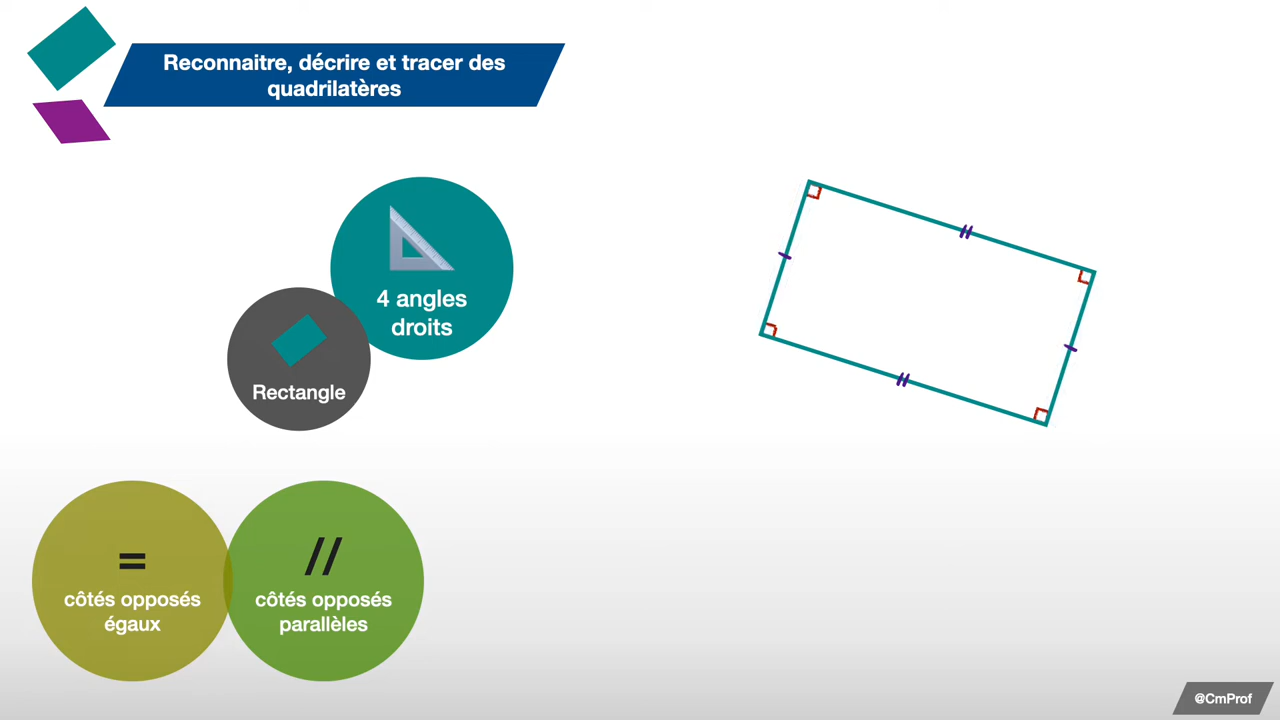 Reconnaitre, décrire et tracer des
quadrilatères
4 angles
droits
Rectangle
=
côtés opposés
égaux
//
côtés opposés
parallèles
@CmProf